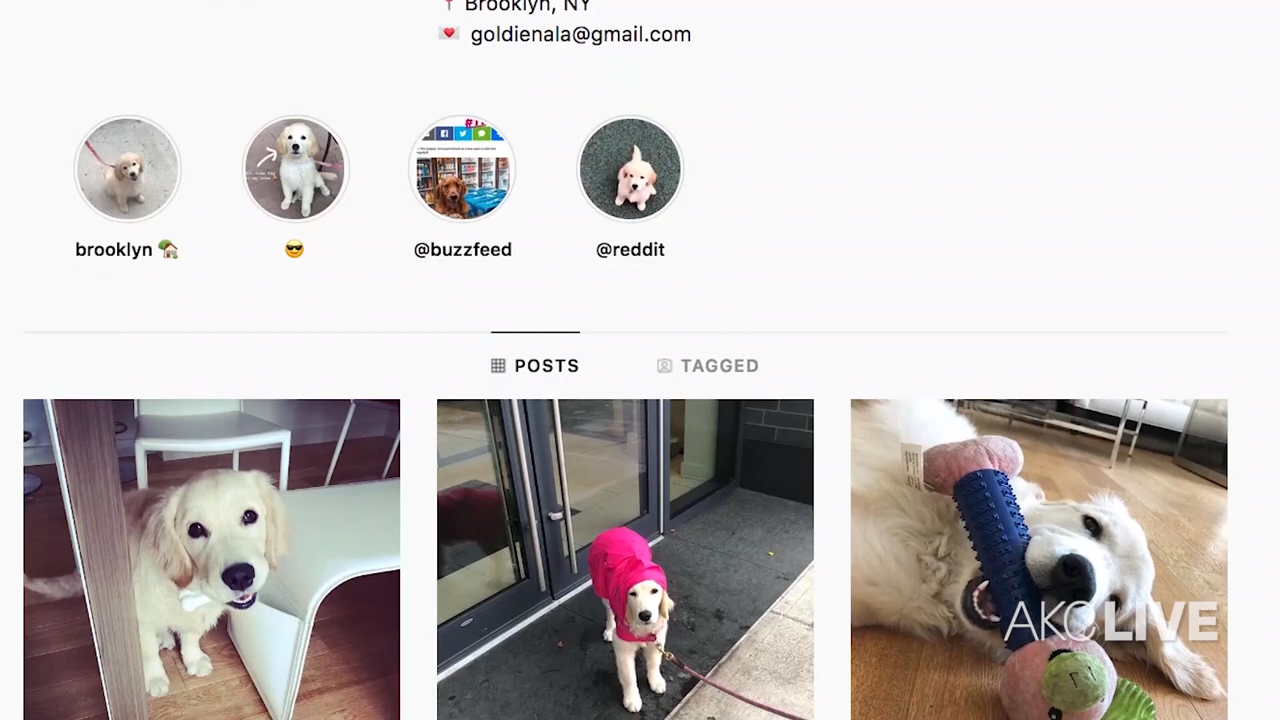 Brooklyn, NY
goldienala@gmail.com
brooklyn
@buzzfeed
@reddit
POSTS
TAGGED
AKC LIVE